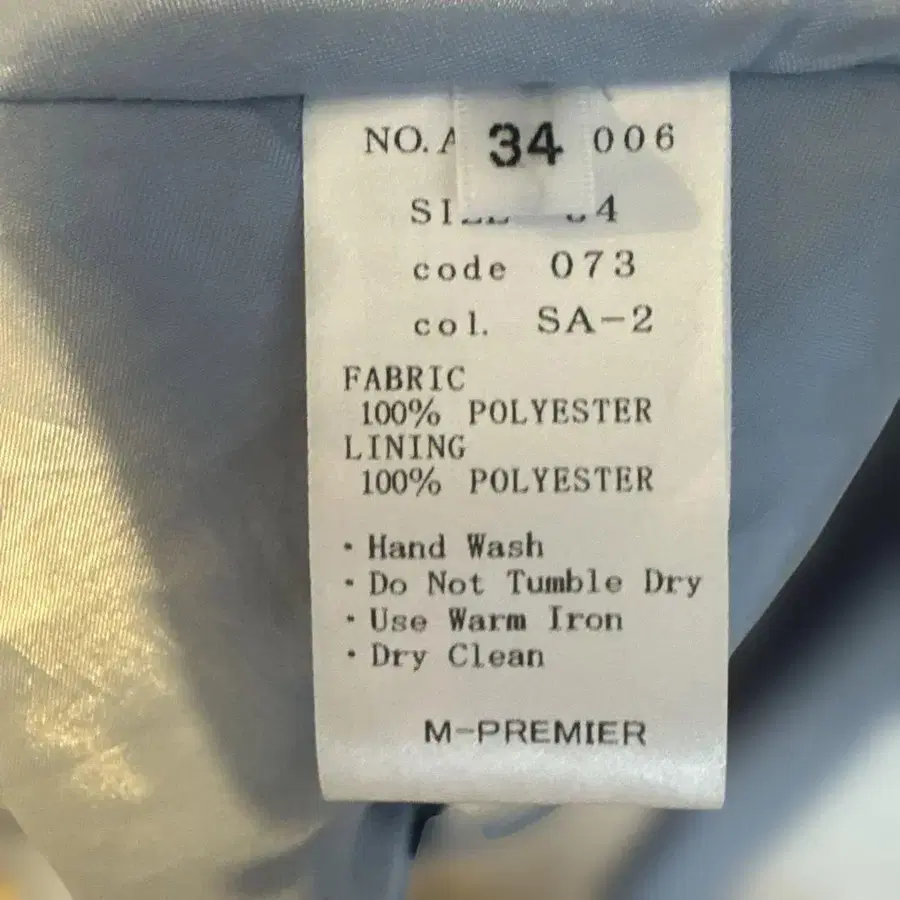 NO. 34 006
code 073
col. SA-2
FABRIC
100% POLYESTER
LINING
100% POLYESTER
・Hand Wash
・Do Not Tumble Dry
・Use Warm Iron
・Dry Clean
M-PREMIER